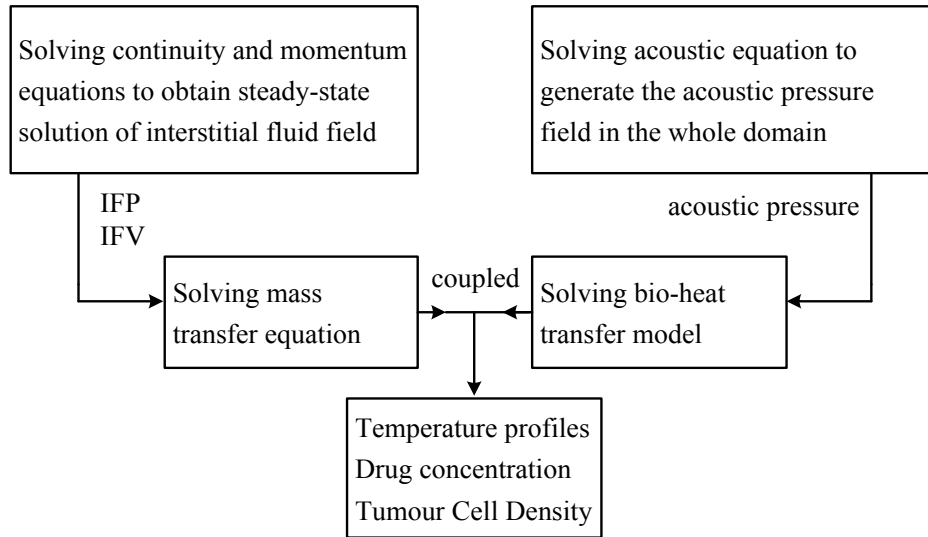 Solving continuity and momentum
equations to obtain steady-state
solution of interstitial fluid field
Solving acoustic equation to
generate the acoustic pressure
field in the whole domain
IFP
IFV
acoustic pressure
Solving mass
transfer equation
coupled
Solving bio-heat
transfer model
Temperature profiles
Drug concentration
Tumour Cell Density